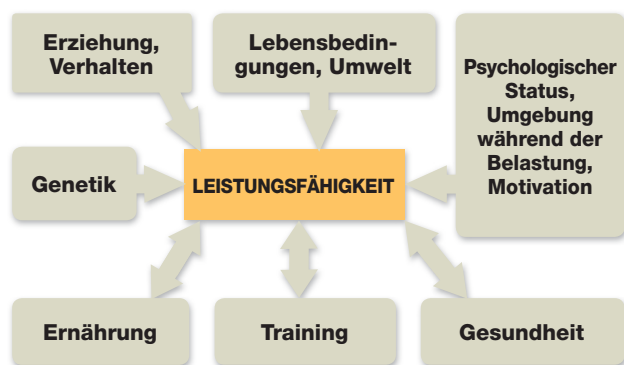 Erziehung,
Verhalten
Lebensbedin-
gungen, Umwelt
Psychologischer
Status,
Umgebung
während der
Belastung,
Motivation
Genetik
LEISTUNGSFÄHIGKEIT
Ernährung
Training
Gesundheit